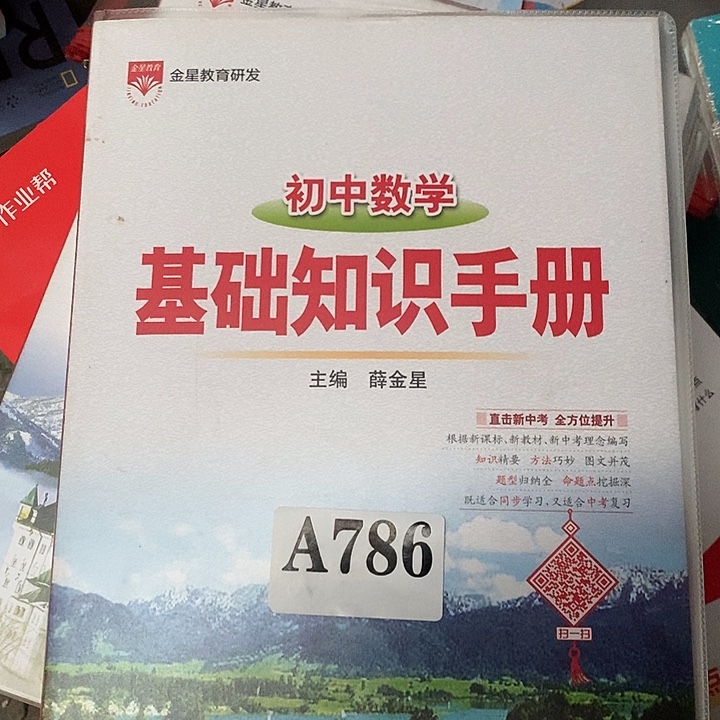 金星教育
金星教育研发
初中数学
基础知识手册
主编 薛金星
直击新中考 全方位提升
根据新课标、新教材、新中考理念编写
知识精要 方法巧妙 图文并茂
题型归纳全 命题点挖掘深
既适合同步学习、又适合中考复习
A786
扫一扫
作业帮